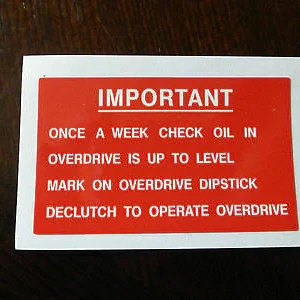 IMPORTANT
ONCE A WEEK CHECK OIL IN
OVERDRIVE IS UP TO LEVEL
MARK ON OVERDRIVE DIPSTICK
DECLUTCH TO OPERATE OVERDRIVE